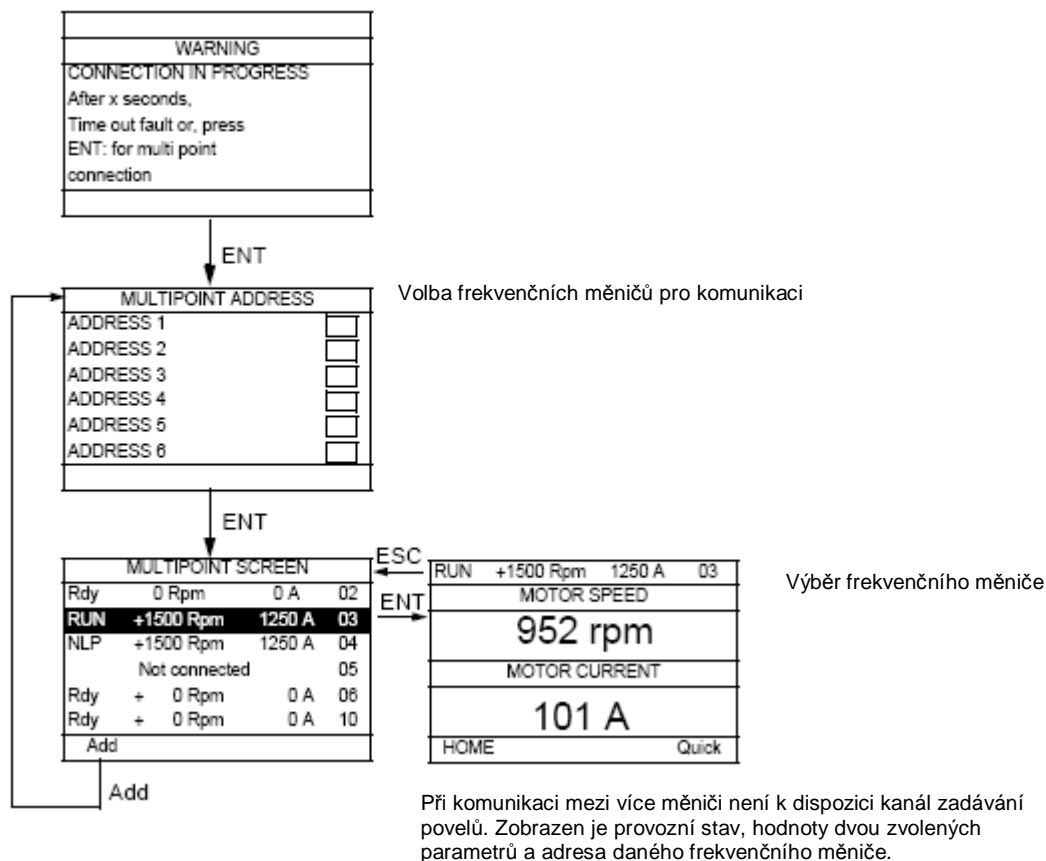 WARNING
CONNECTION IN PROGRESS
After x seconds,
Time out fault or, press
ENT: for multi point
connection
ENT
MULTIPOINT ADDRESS
Volba frekvenčních měničů pro komunikaci
ADDRESS 1
ADDRESS 2
ADDRESS 3
ADDRESS 4
ADDRESS 5
ADDRESS 6
ENT
MULTIPOINT SCREEN
Rdy 0 Rpm 0 A 02
RUN +1500 Rpm 1250 A 03
NLP +1500 Rpm 1250 A 04
Not connected 05
Rdy + 0 Rpm 0 A 06
Rdy + 0 Rpm 0 A 10
Add
Add
ESC
ENT
RUN +1500 Rpm 1250 A 03
MOTOR SPEED
952 rpm
MOTOR CURRENT
101 A
HOME Quick
Výběr frekvenčního měniče
Při komunikaci mezi více měniči není k dispozici kanál zadávání
povelů. Zobrazen je provozní stav, hodnoty dvou zvolených
parametrů a adresa daného frekvenčního měniče.